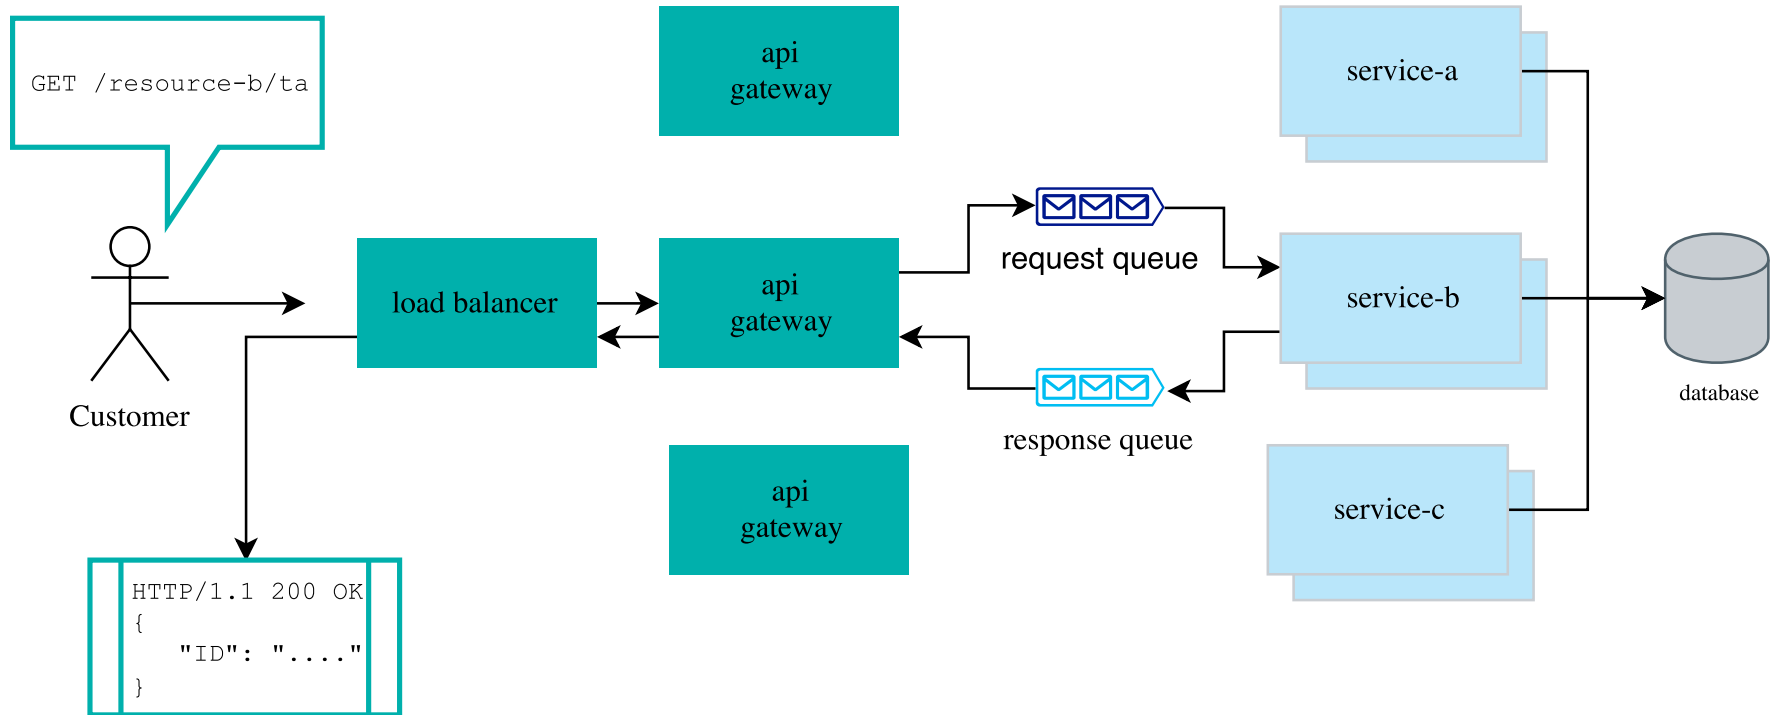 GET /resource-b/ta
api
gateway
service-a
request queue
load balancer
api
gateway
service-b
database
Customer
response queue
api
gateway
service-c
HTTP/1.1 200 OK
{
"ID": "...."
}